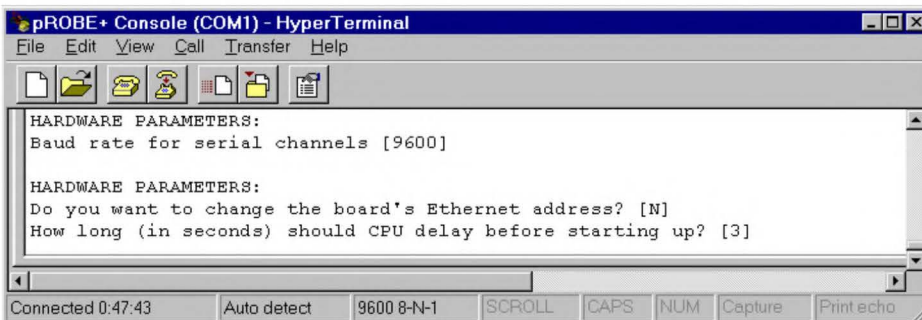 pROBE+ Console (COM1) - HyperTerminal
File Edit View Call Transfer Help
HARDWARE PARAMETERS:
Baud rate for serial channels [9600]
HARDWARE PARAMETERS:
Do you want to change the board's Ethernet address? [N]
How long (in seconds) should CPU delay before starting up? [3]
Connected 0:47:43 Auto detect 9600 8-N-1 SCROLL CAPS NUM Capture Print echo